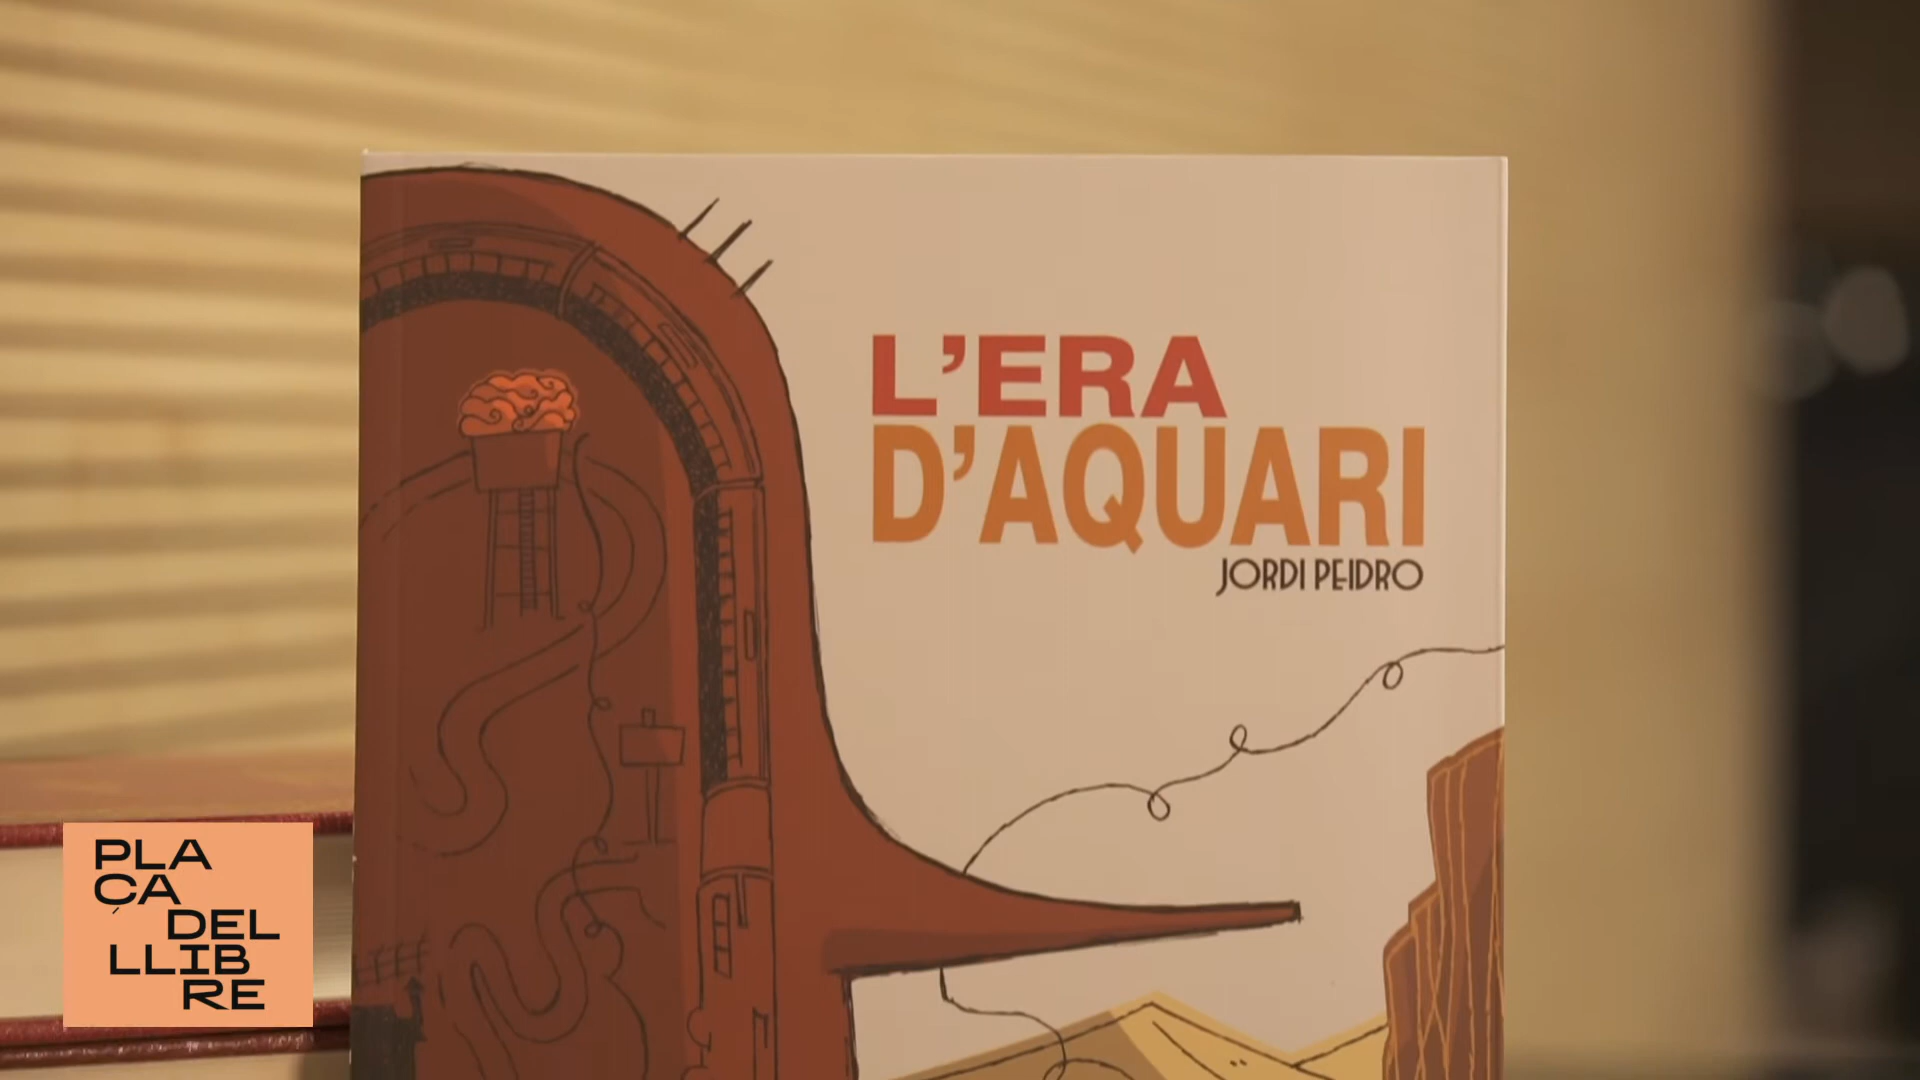 L'ERA
D'AQUARI
JORDI PEIDRO
PLA
ÇA
DEL
LLIB
RE